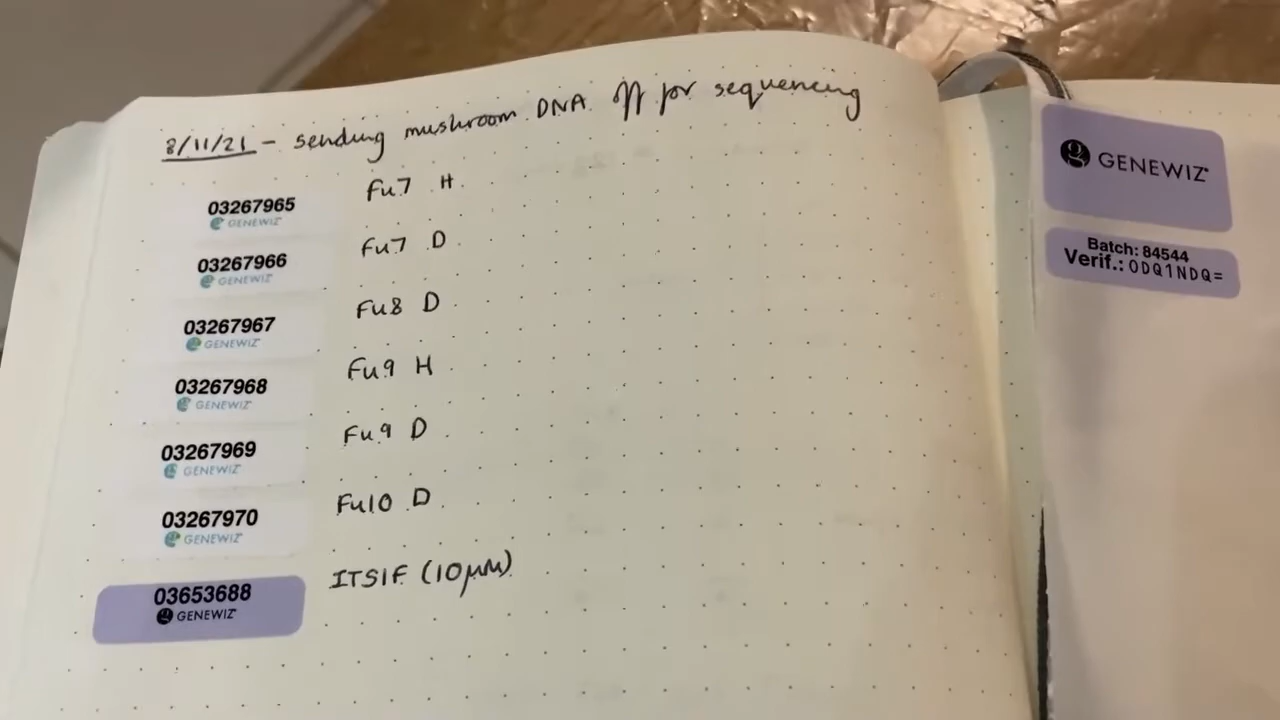 8/11/21 - sending mushroom DNA off for sequencing
03267965 Fu7 H
GENEWIZ
03267966 Fu7 D
GENEWIZ
03267967 Fu8 D
GENEWIZ
03267968 Fu9 H
GENEWIZ
03267969 Fu9 D
GENEWIZ
03267970 Fu10 D
GENEWIZ
03653688 ITS1F (10µM)
GENEWIZ
GENEWIZ
Batch: 84544
Verif.: ODQ1NDQ=